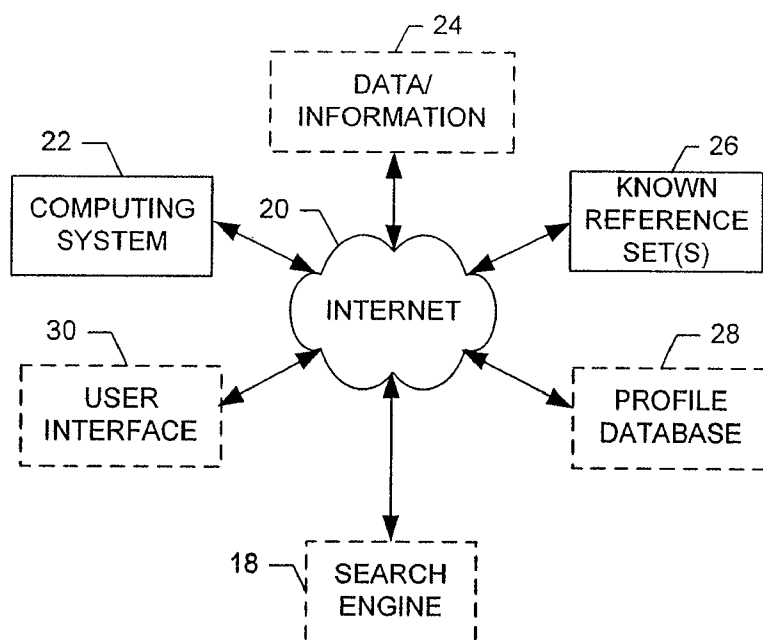 24
DATA/
INFORMATION
22
COMPUTING
SYSTEM
26
KNOWN
REFERENCE
SET(S)
20
INTERNET
30
USER
INTERFACE
28
PROFILE
DATABASE
18
SEARCH
ENGINE